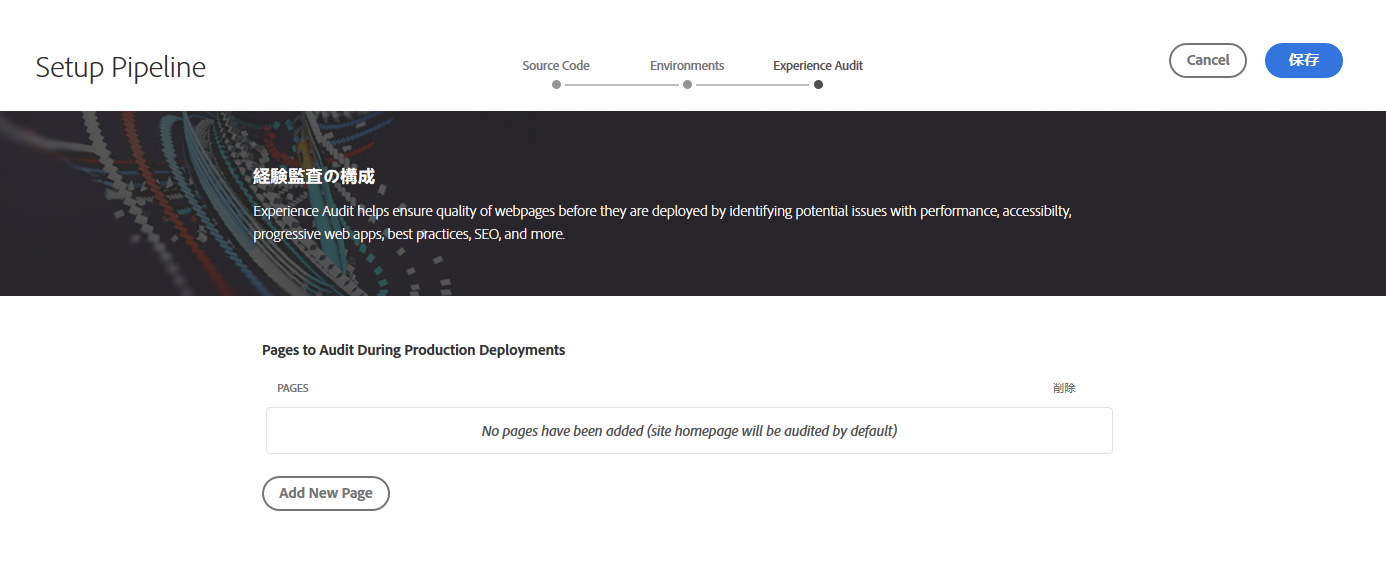 Setup Pipeline
Source Code
Environments
Experience Audit
Cancel
保存
経験監査の構成
Experience Audit helps ensure quality of webpages before they are deployed by identifying potential issues with performance, accessibilty,
progressive web apps, best practices, SEO, and more.
Pages to Audit During Production Deployments
PAGES
削除
No pages have been added (site homepage will be audited by default)
Add New Page